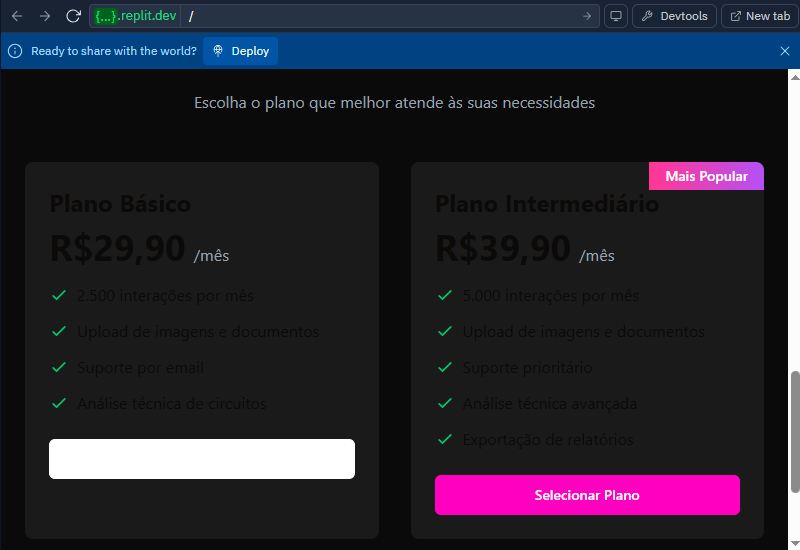 {...}.replit.dev /
Devtools
New tab
Ready to share with the world? Deploy
Escolha o plano que melhor atende às suas necessidades
Plano Básico
R$29,90 /mês
2.500 interações por mês
Upload de imagens e documentos
Suporte por email
Análise técnica de circuitos
Mais Popular
Plano Intermediário
R$39,90 /mês
5.000 interações por mês
Upload de imagens e documentos
Suporte prioritário
Análise técnica avançada
Exportação de relatórios
Selecionar Plano